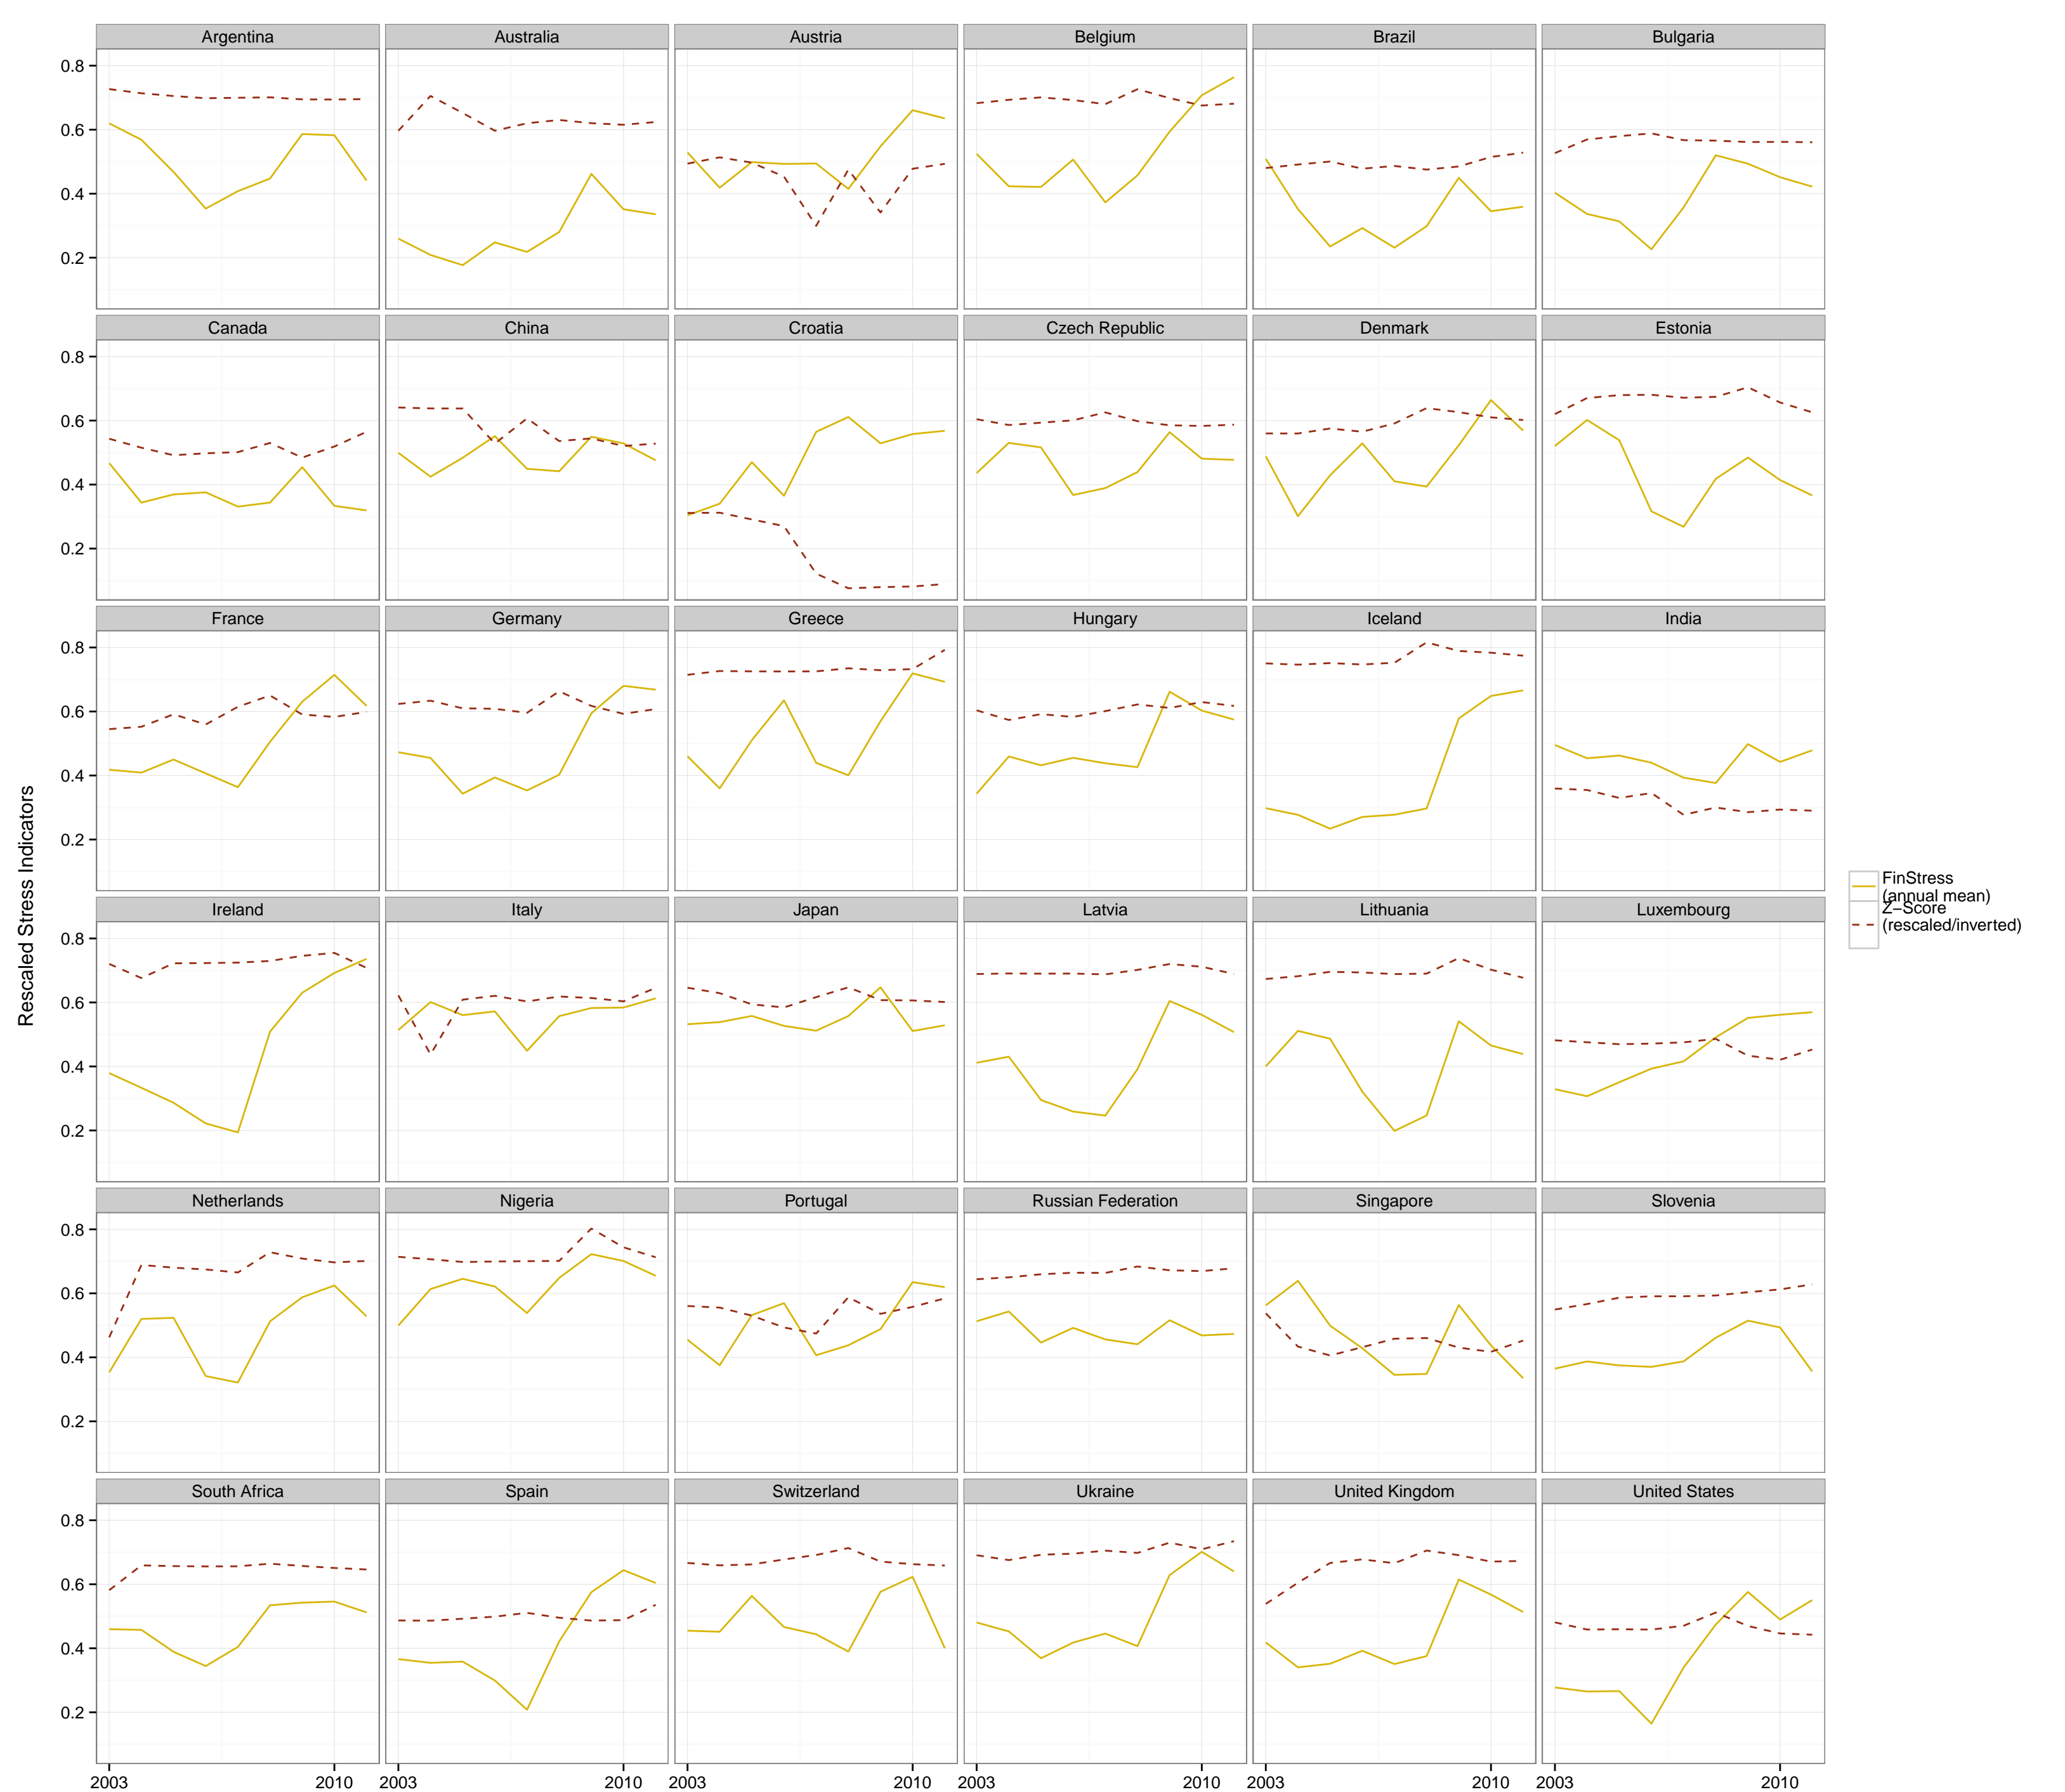 Argentina Australia Austria Belgium Brazil Bulgaria
0.8
0.6
0.4
0.2
Canada China Croatia Czech Republic Denmark Estonia
0.8
0.6
0.4
0.2
France Germany Greece Hungary Iceland India
0.8
0.6
0.4
0.2
Ireland Italy Japan Latvia Lithuania Luxembourg
0.8
0.6
0.4
0.2
Netherlands Nigeria Portugal Russian Federation Singapore Slovenia
0.8
0.6
0.4
0.2
South Africa Spain Switzerland Ukraine United Kingdom United States
0.8
0.6
0.4
0.2
2003 2010 2003 2010 2003 2010 2003 2010 2003 2010 2003 2010
Rescaled Stress Indicators
FinStress
(annual mean)
Z−Score
(rescaled/inverted)